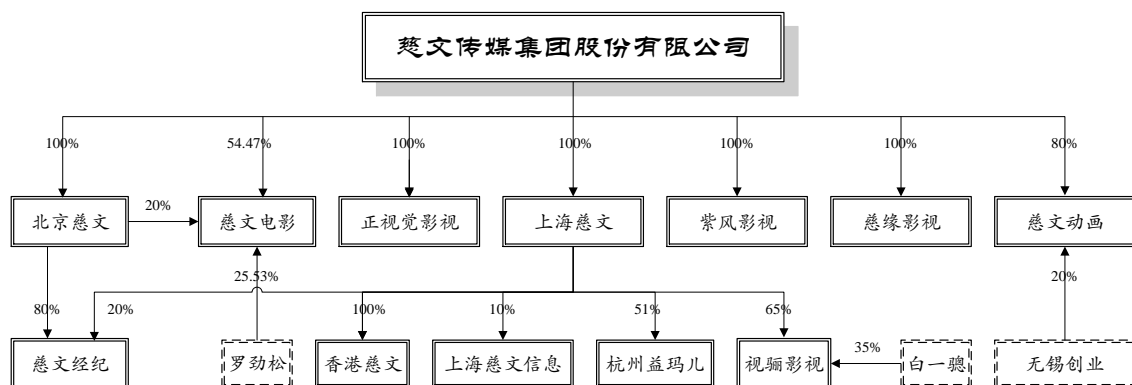 慈文传媒集团股份有限公司
100%
54.47%
100%
100%
100%
100%
80%
北京慈文
20%
慈文电影
正视觉影视
上海慈文
紫风影视
慈缘影视
慈文动画
25.53%
20%
80%
20%
100%
10%
51%
65%
慈文经纪
罗劲松
香港慈文
上海慈文信息
杭州益玛儿
视骊影视
35%
白一骢
无锡创业